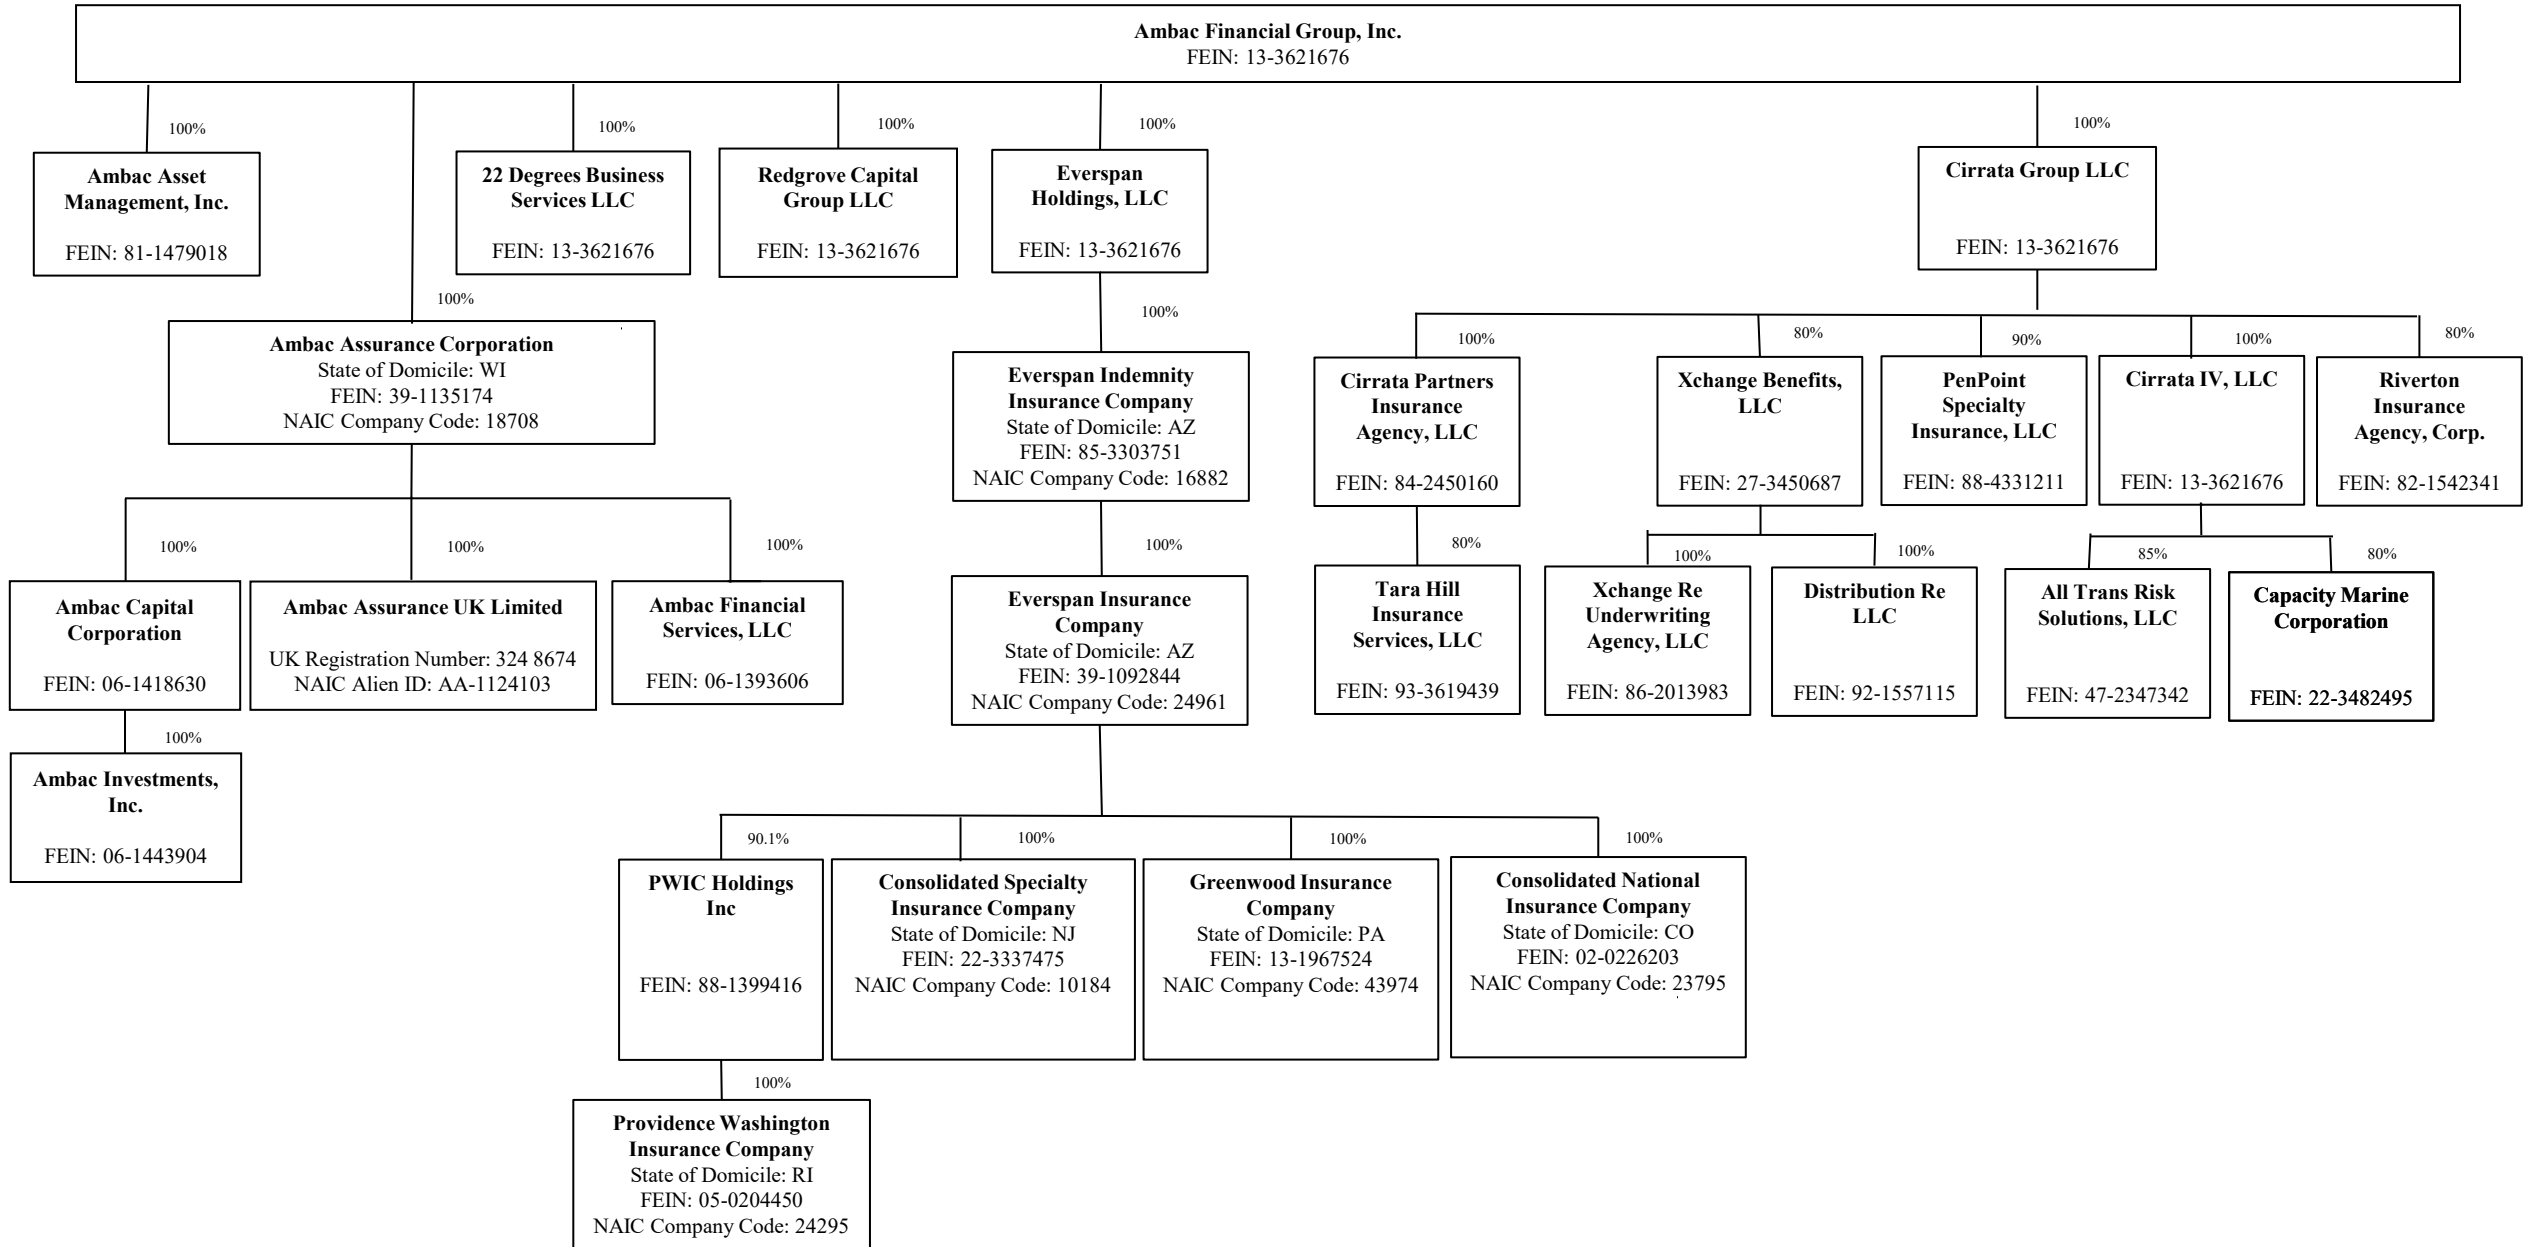 Ambac Financial Group, Inc.
FEIN: 13-3621676
100%
Ambac Asset
Management, Inc.
FEIN: 81-1479018
100%
22 Degrees Business
Services LLC
FEIN: 13-3621676
100%
Redgrove Capital
Group LLC
FEIN: 13-3621676
100%
Everspan
Holdings, LLC
FEIN: 13-3621676
100%
Cirrata Group LLC
FEIN: 13-3621676
100%
Ambac Assurance Corporation
State of Domicile: WI
FEIN: 39-1135174
NAIC Company Code: 18708
100%
Everspan Indemnity
Insurance Company
State of Domicile: AZ
FEIN: 85-3303751
NAIC Company Code: 16882
100%
Cirrata Partners
Insurance
Agency, LLC
FEIN: 84-2450160
80%
Xchange Benefits,
LLC
FEIN: 27-3450687
90%
PenPoint
Specialty
Insurance, LLC
FEIN: 88-4331211
100%
Cirrata IV, LLC
FEIN: 13-3621676
80%
Riverton
Insurance
Agency, Corp.
FEIN: 82-1542341
100%
Ambac Capital
Corporation
FEIN: 06-1418630
100%
Ambac Assurance UK Limited
UK Registration Number: 324 8674
NAIC Alien ID: AA-1124103
100%
Ambac Financial
Services, LLC
FEIN: 06-1393606
100%
Everspan Insurance
Company
State of Domicile: AZ
FEIN: 39-1092844
NAIC Company Code: 24961
80%
Tara Hill
Insurance
Services, LLC
FEIN: 93-3619439
100%
Xchange Re
Underwriting
Agency, LLC
FEIN: 86-2013983
100%
Distribution Re
LLC
FEIN: 92-1557115
85%
All Trans Risk
Solutions, LLC
FEIN: 47-2347342
80%
Capacity Marine
Corporation
FEIN: 22-3482495
100%
Ambac Investments,
Inc.
FEIN: 06-1443904
90.1%
PWIC Holdings
Inc
FEIN: 88-1399416
100%
Consolidated Specialty
Insurance Company
State of Domicile: NJ
FEIN: 22-3337475
NAIC Company Code: 10184
100%
Greenwood Insurance
Company
State of Domicile: PA
FEIN: 13-1967524
NAIC Company Code: 43974
100%
Consolidated National
Insurance Company
State of Domicile: CO
FEIN: 02-0226203
NAIC Company Code: 23795
100%
Providence Washington
Insurance Company
State of Domicile: RI
FEIN: 05-0204450
NAIC Company Code: 24295